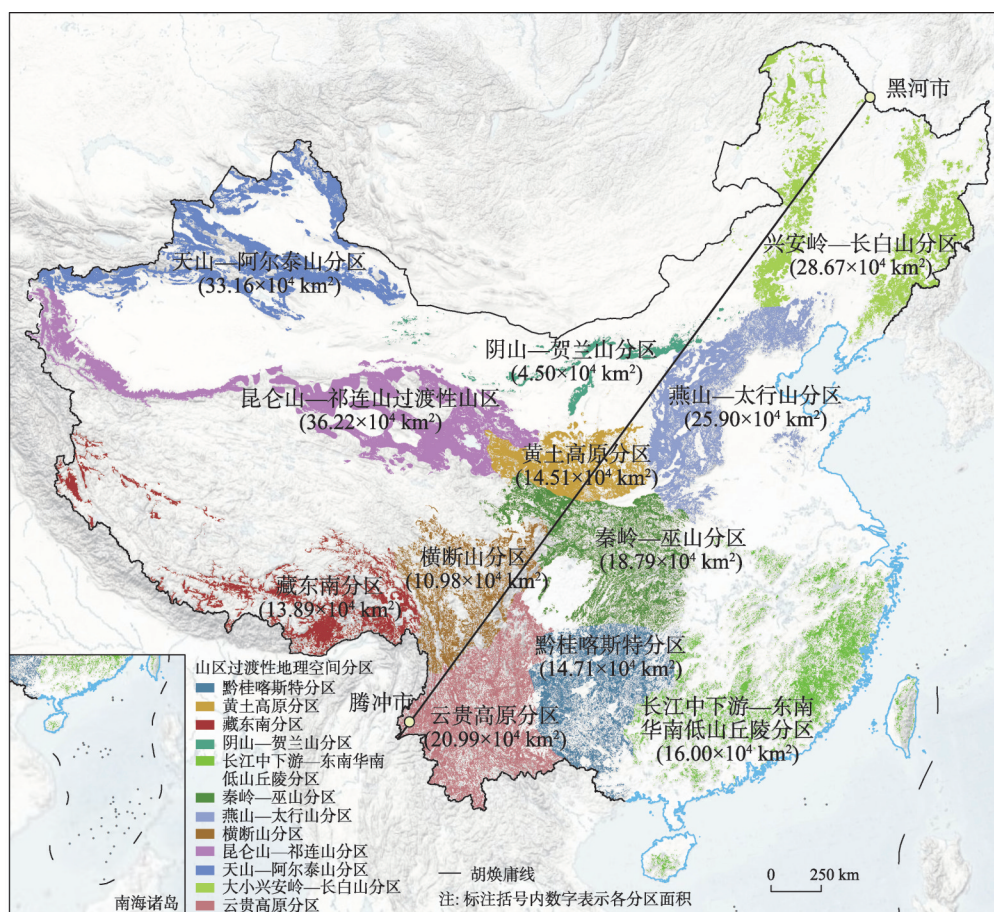 黑河市
兴安岭—长白山分区
(28.67×10⁴ km²)
天山—阿尔泰山分区
(33.16×10⁴ km²)
阴山—贺兰山分区
(4.50×10⁴ km²)
昆仑山—祁连山过渡性山区
(36.22×10⁴ km²)
燕山—太行山分区
(25.90×10⁴ km²)
黄土高原分区
(14.51×10⁴ km²)
秦岭—巫山分区
(18.79×10⁴ km²)
横断山分区
(10.98×10⁴ km²)
藏东南分区
(13.89×10⁴ km²)
黔桂喀斯特分区
(14.71×10⁴ km²)
腾冲市
云贵高原分区
(20.99×10⁴ km²)
长江中下游—东南
华南低山丘陵分区
(16.00×10⁴ km²)
山区过渡性地理空间分区
黔桂喀斯特分区
黄土高原分区
藏东南分区
阴山—贺兰山分区
长江中下游—东南华南
低山丘陵分区
秦岭—巫山分区
燕山—太行山分区
横断山分区
昆仑山—祁连山分区
天山—阿尔泰山分区
大小兴安岭—长白山分区
云贵高原分区
南海诸岛
胡焕庸线
注: 标注括号内数字表示各分区面积
0 250 km